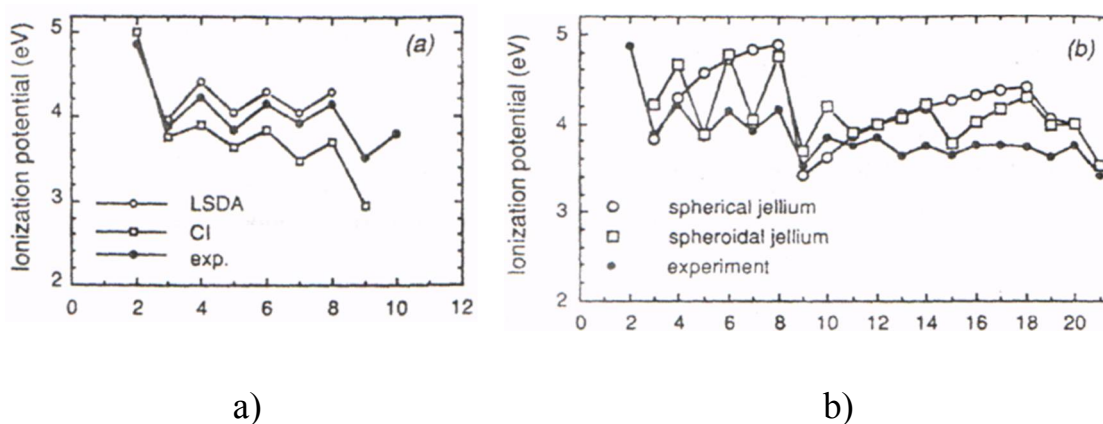 5
4
3
2
Ionization potential (eV)
(a)
LSDA
CI
exp.
0 2 4 6 8 10 12
5
4
3
2
Ionization potential (eV)
(b)
spherical jellium
spheroidal jellium
experiment
0 2 4 6 8 10 12 14 16 18 20
a) b)